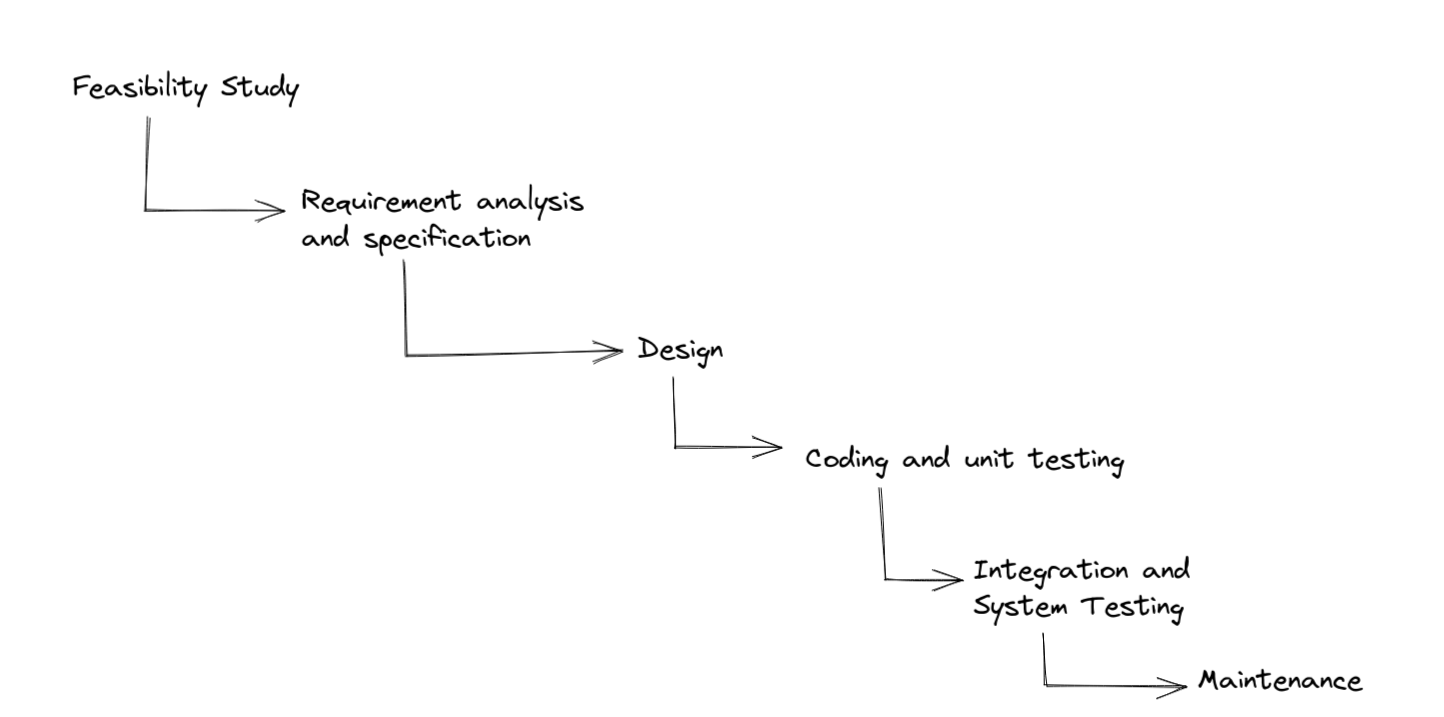 Feasibility Study
Requirement analysis
and specification
Design
Coding and unit testing
Integration and
System Testing
Maintenance